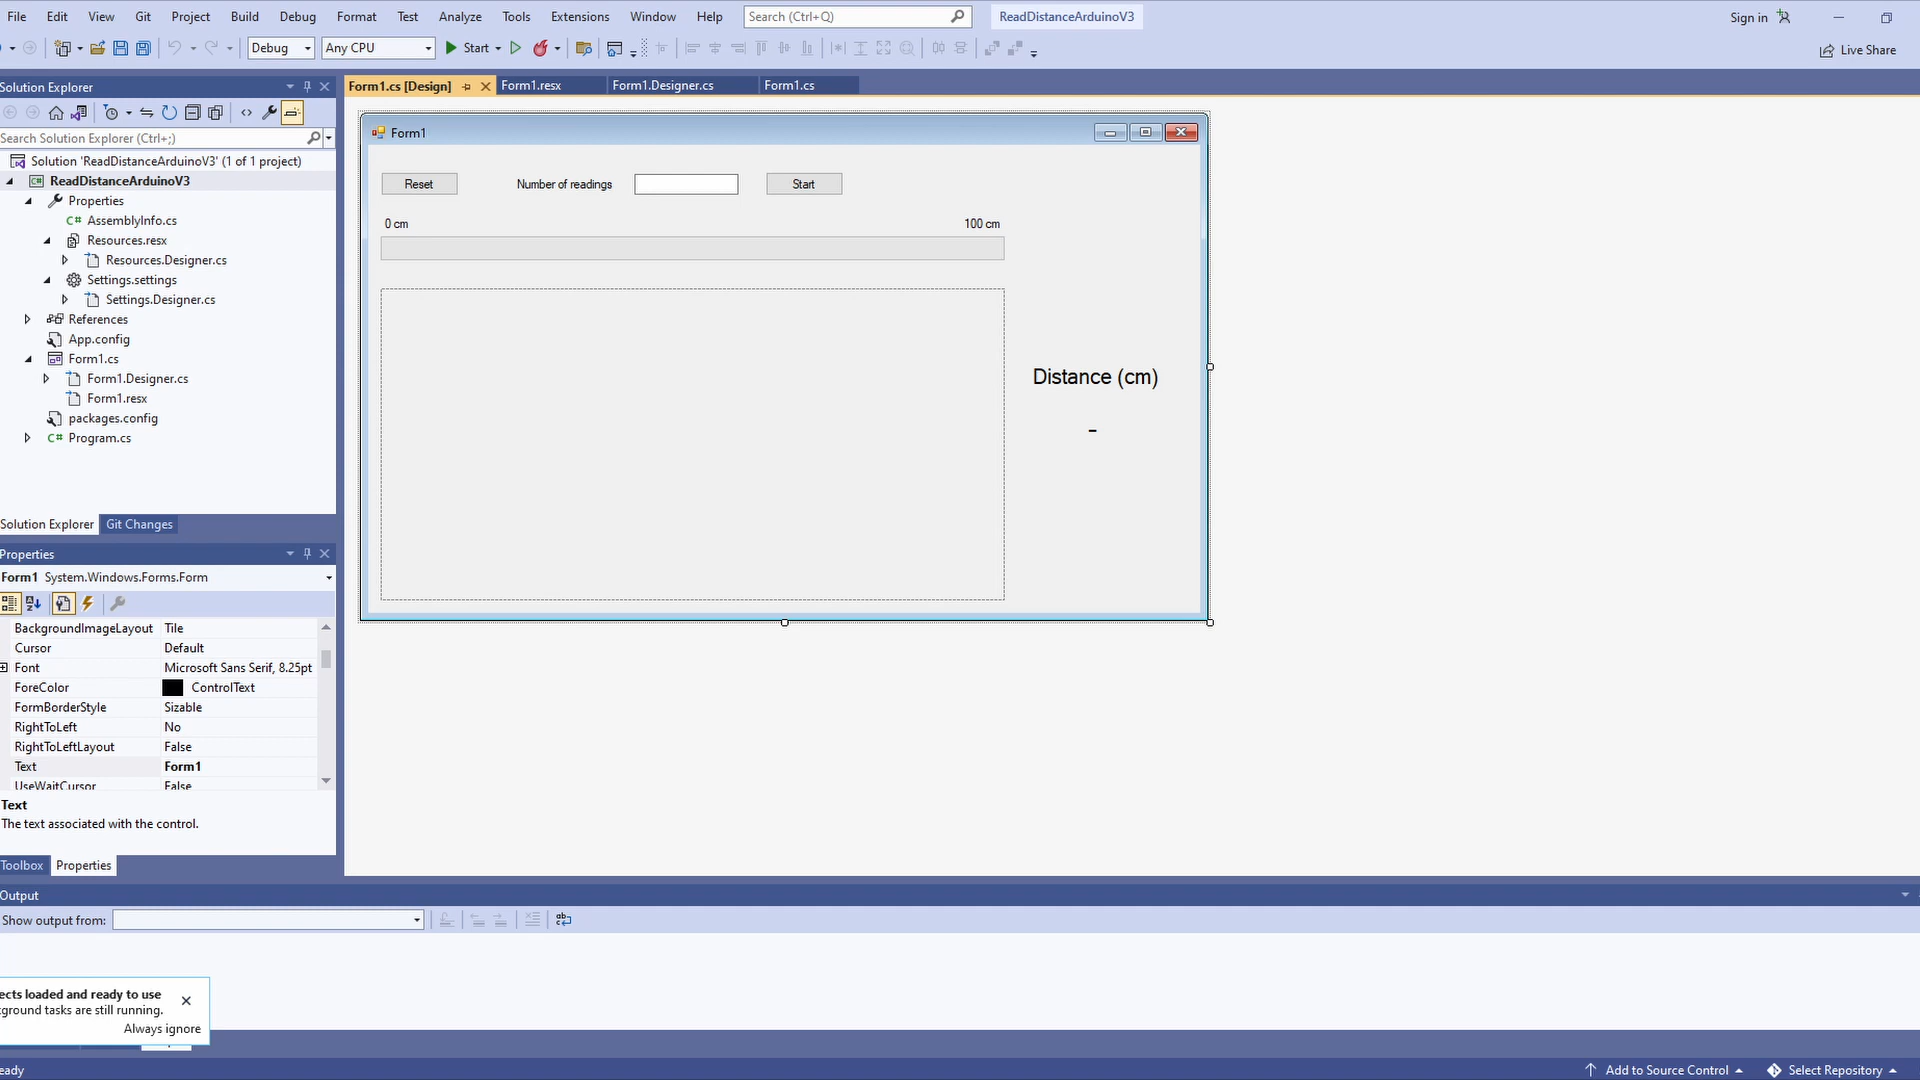 File Edit View Git Project Build Debug Format Test Analyze Tools Extensions Window Help Search (Ctrl+Q) ReadDistanceArduinoV3 Sign in
Debug Any CPU Start Live Share
Solution Explorer
Form1.cs [Design] Form1.resx Form1.Designer.cs Form1.cs
Search Solution Explorer (Ctrl+;)
Solution 'ReadDistanceArduinoV3' (1 of 1 project)
ReadDistanceArduinoV3
Properties
AssemblyInfo.cs
Resources.resx
Resources.Designer.cs
Settings.settings
Settings.Designer.cs
References
App.config
Form1.cs
Form1.Designer.cs
Form1.resx
packages.config
Program.cs
Solution Explorer Git Changes
Form1
Reset Number of readings Start
0 cm 100 cm
Distance (cm)
-
Properties
Form1 System.Windows.Forms.Form
BackgroundImageLayout Tile
Cursor Default
Font Microsoft Sans Serif, 8.25pt
ForeColor ControlText
FormBorderStyle Sizable
RightToLeft No
RightToLeftLayout False
Text Form1
UseWaitCursor False
Text
The text associated with the control.
Toolbox Properties
Output
Show output from:
ects loaded and ready to use
ground tasks are still running.
Always ignore
eady Add to Source Control Select Repository